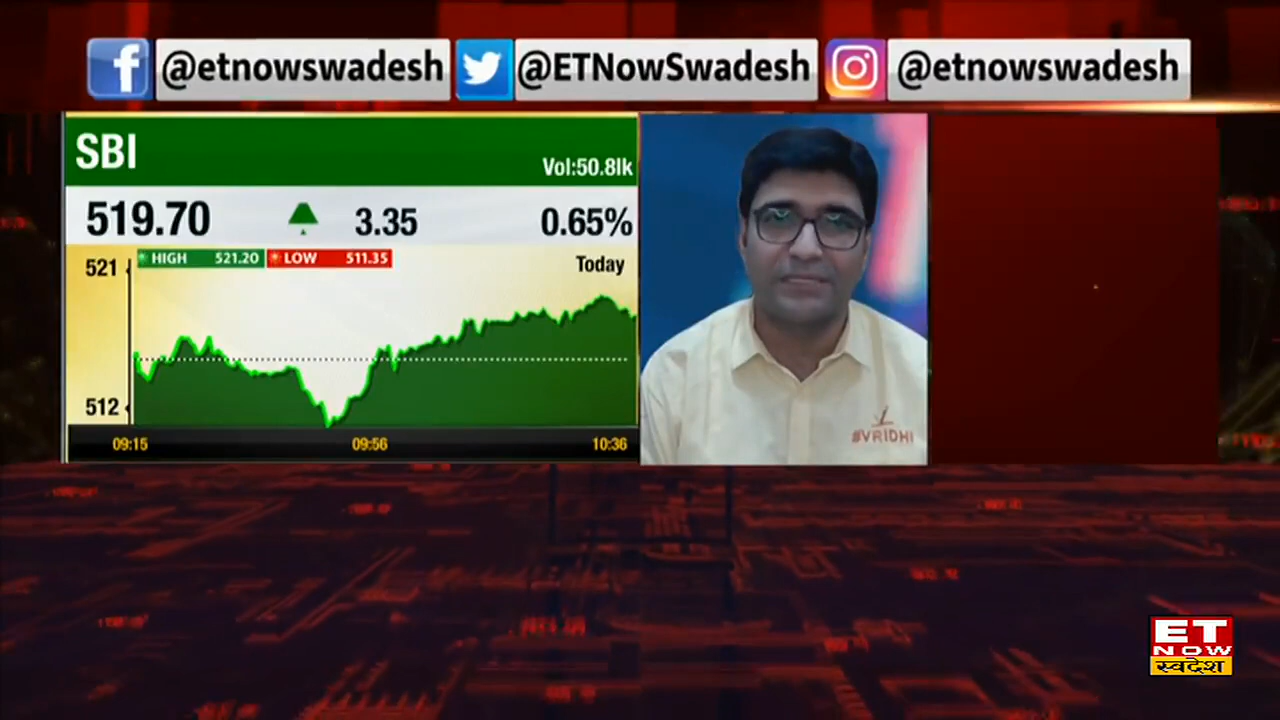 @etnowswadesh @ETNowSwadesh @etnowswadesh
SBI
Vol:50.8lk
519.70 3.35 0.65%
HIGH 521.20 LOW 511.35
Today
521
512
09:15 09:56 10:36
#VRIDHI
ET
NOW
स्वदेश